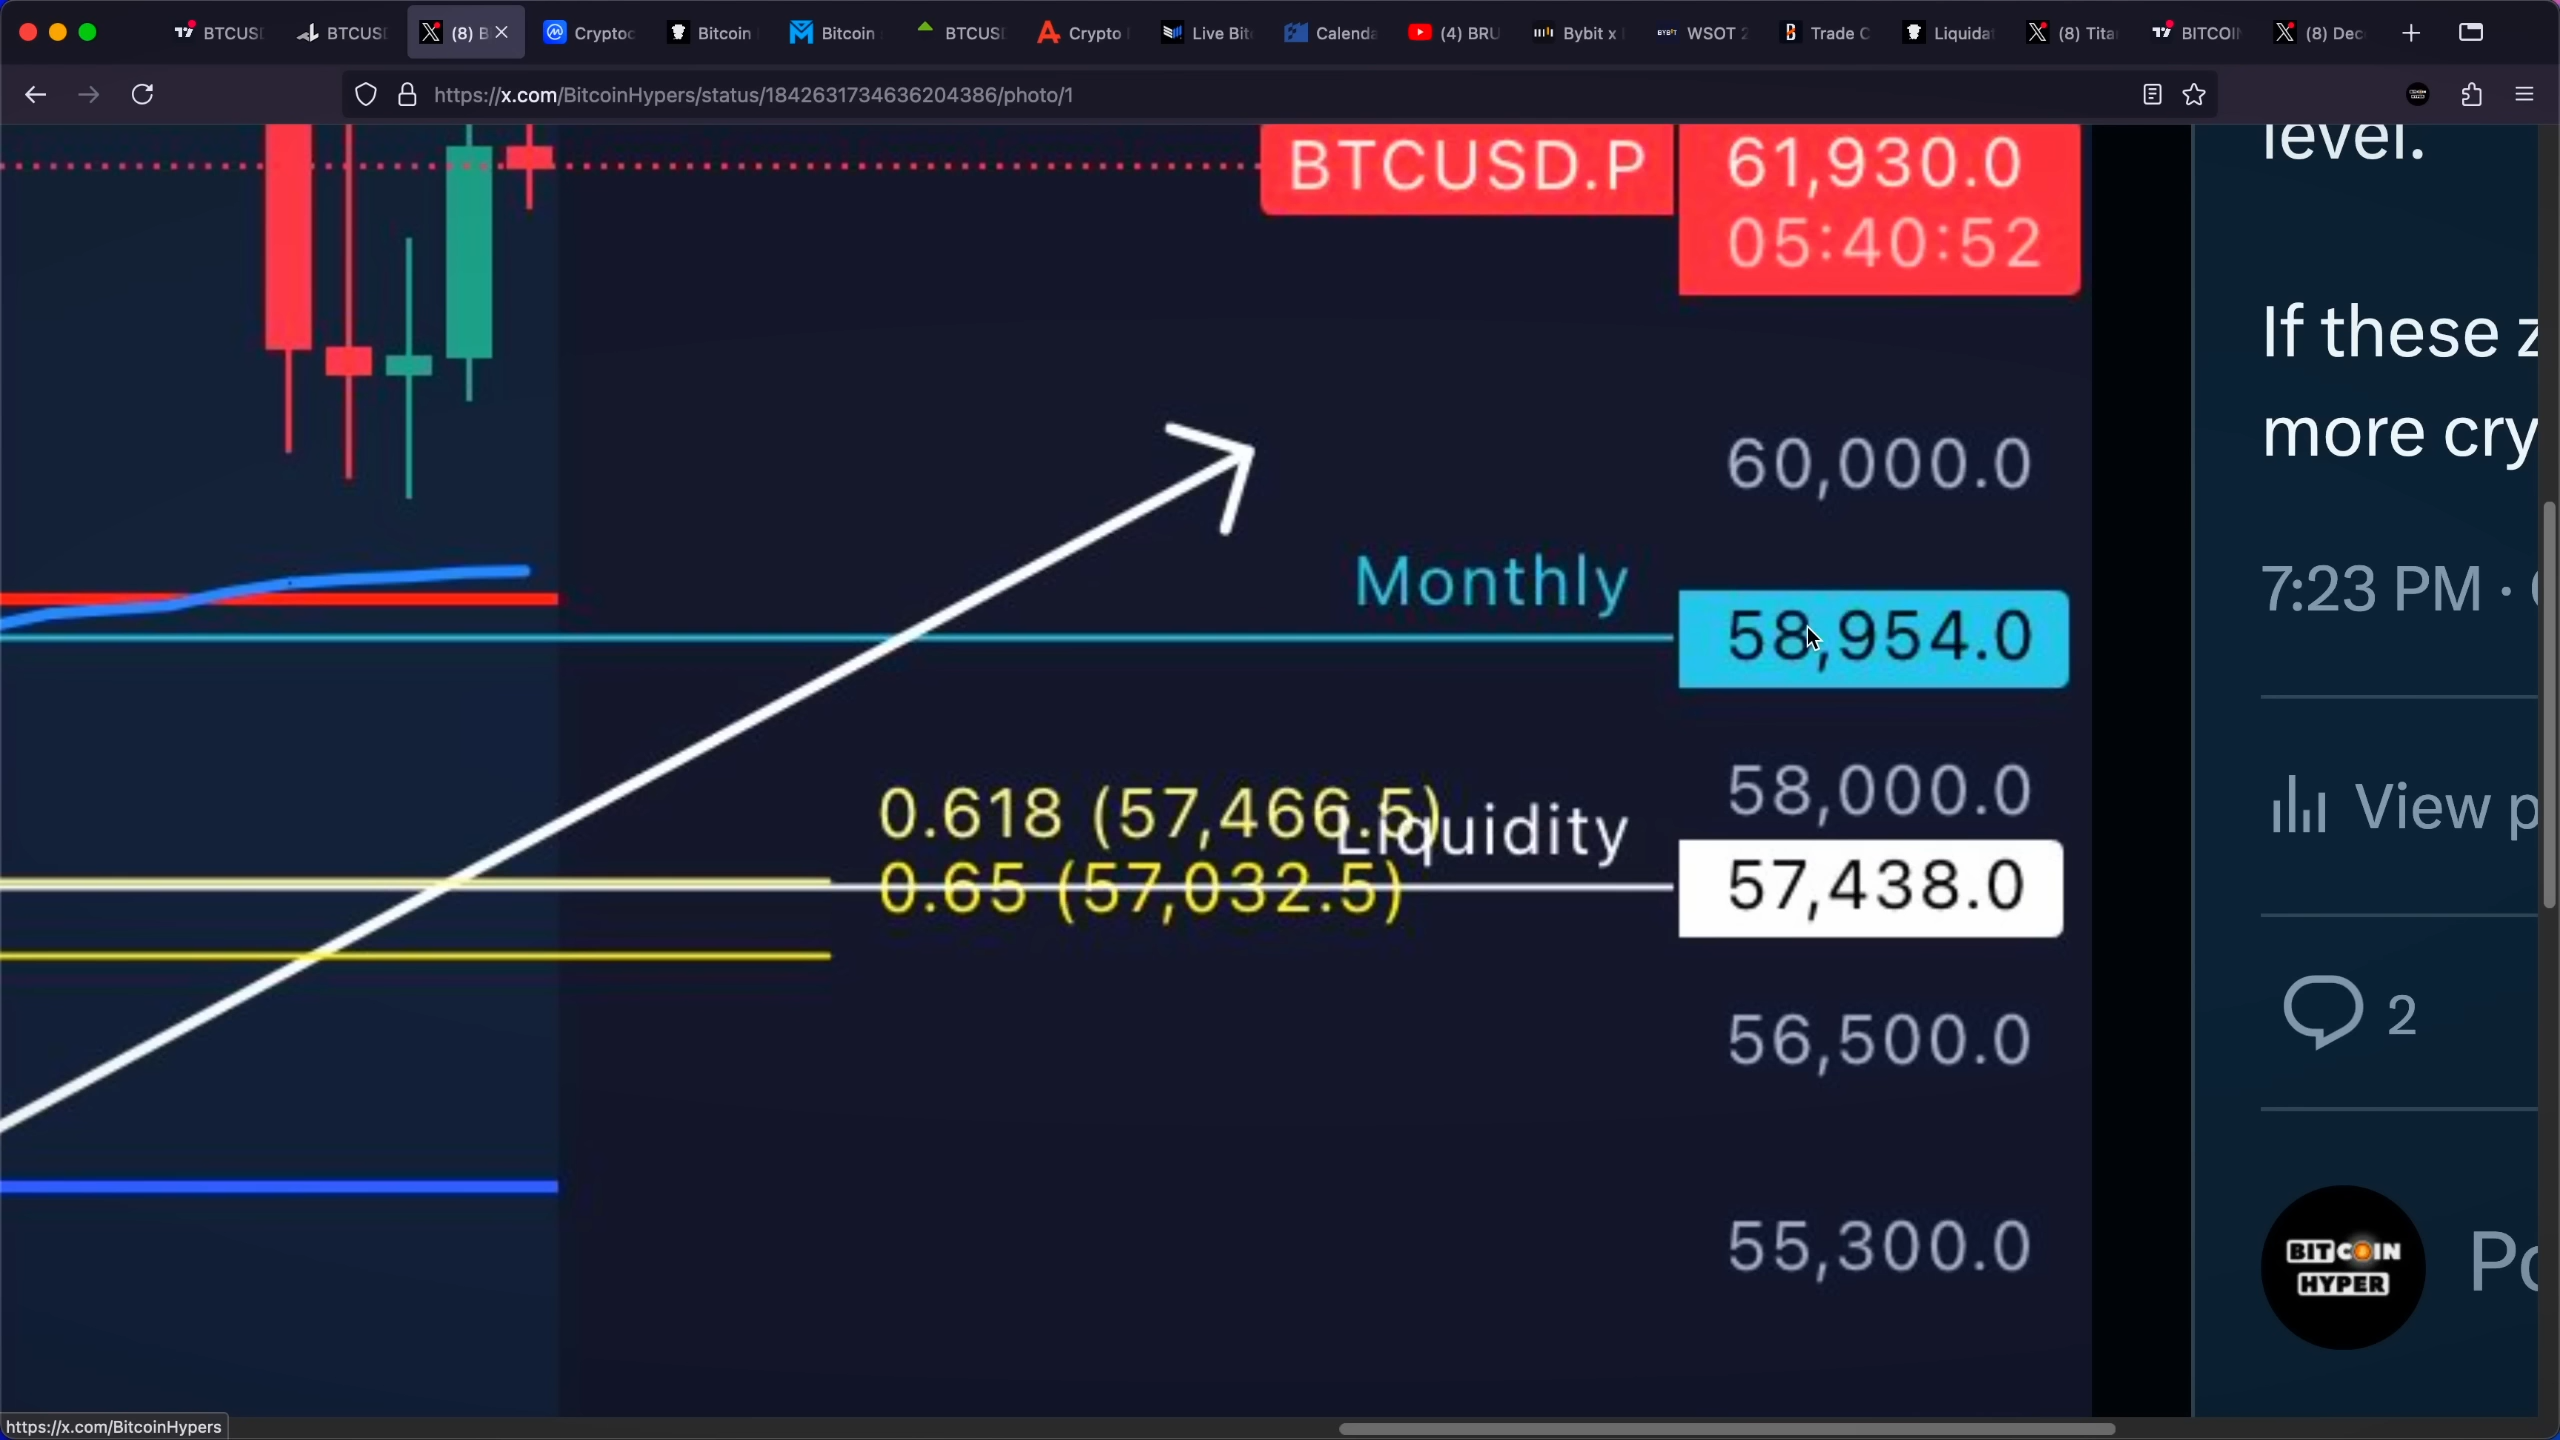 BTCUS
BTCUS
(8) B
Cryptoc
Bitcoin
Bitcoin
BTCUS
Crypto
Live Bit
Calenda
(4) BRU
Bybit x
WSOT 2
Trade C
Liquida
(8) Tita
BITCOI
(8) Dec
https://x.com/BitcoinHypers/status/1842631734636204386/photo/1
BTCUSD.P
61,930.0
05:40:52
60,000.0
Monthly
58,954.0
58,000.0
0.618 (57,466.5)
Liquidity
0.65 (57,032.5)
57,438.0
56,500.0
55,300.0
level.
If these z
more cry
7:23 PM ·
View p
2
BITCOIN
HYPER
Po
https://x.com/BitcoinHypers